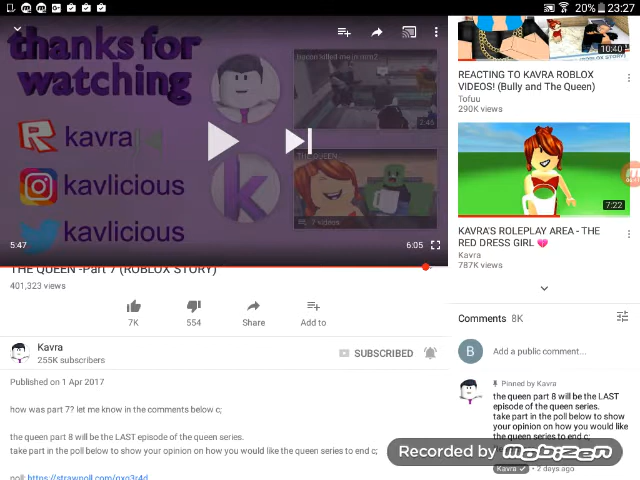 20% 23:27
thanks for
watching
kavra
kavlicious
kavlicious
bacon killed me in mm2...
2:46
THE QUEEN
7 videos
k
5:47
6:05
THE QUEEN -Part 7 (ROBLOX STORY)
401,323 views
7K
554
Share
Add to
Kavra
255K subscribers
SUBSCRIBED
Published on 1 Apr 2017
how was part 7? let me know in the comments below c;
the queen part 8 will be the LAST episode of the queen series.
take part in the poll below to show your opinion on how you would like the queen series to end c;
poll:
10:40
REACTING TO KAVRA ROBLOX
VIDEOS! (Bully and The Queen)
Tofuu
290K views
7:22
KAVRA'S ROLEPLAY AREA - THE
RED DRESS GIRL 💔
Kavra
787K views
Comments 8K
B
Add a public comment...
Pinned by Kavra
the queen part 8 will be the LAST
episode of the queen series.
take part in the poll below to show
your opinion on how you would like
the queen series to end c;
Kavra • 2 days ago
Recorded by mobizen